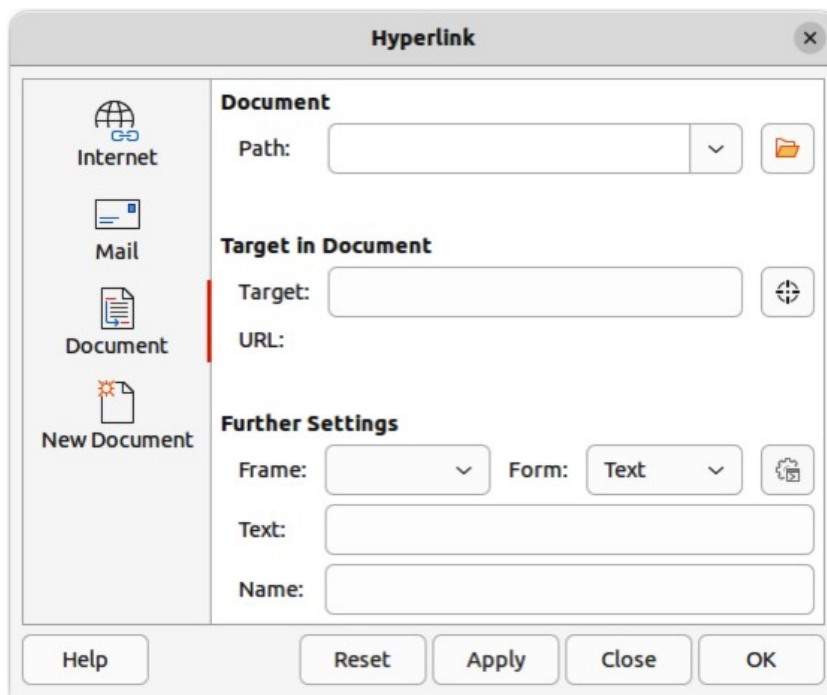 Hyperlink
Internet
Mail
Document
New Document
Document
Path:
Target in Document
Target:
URL:
Further Settings
Frame:
Form: Text
Text:
Name:
Help Reset Apply Close OK